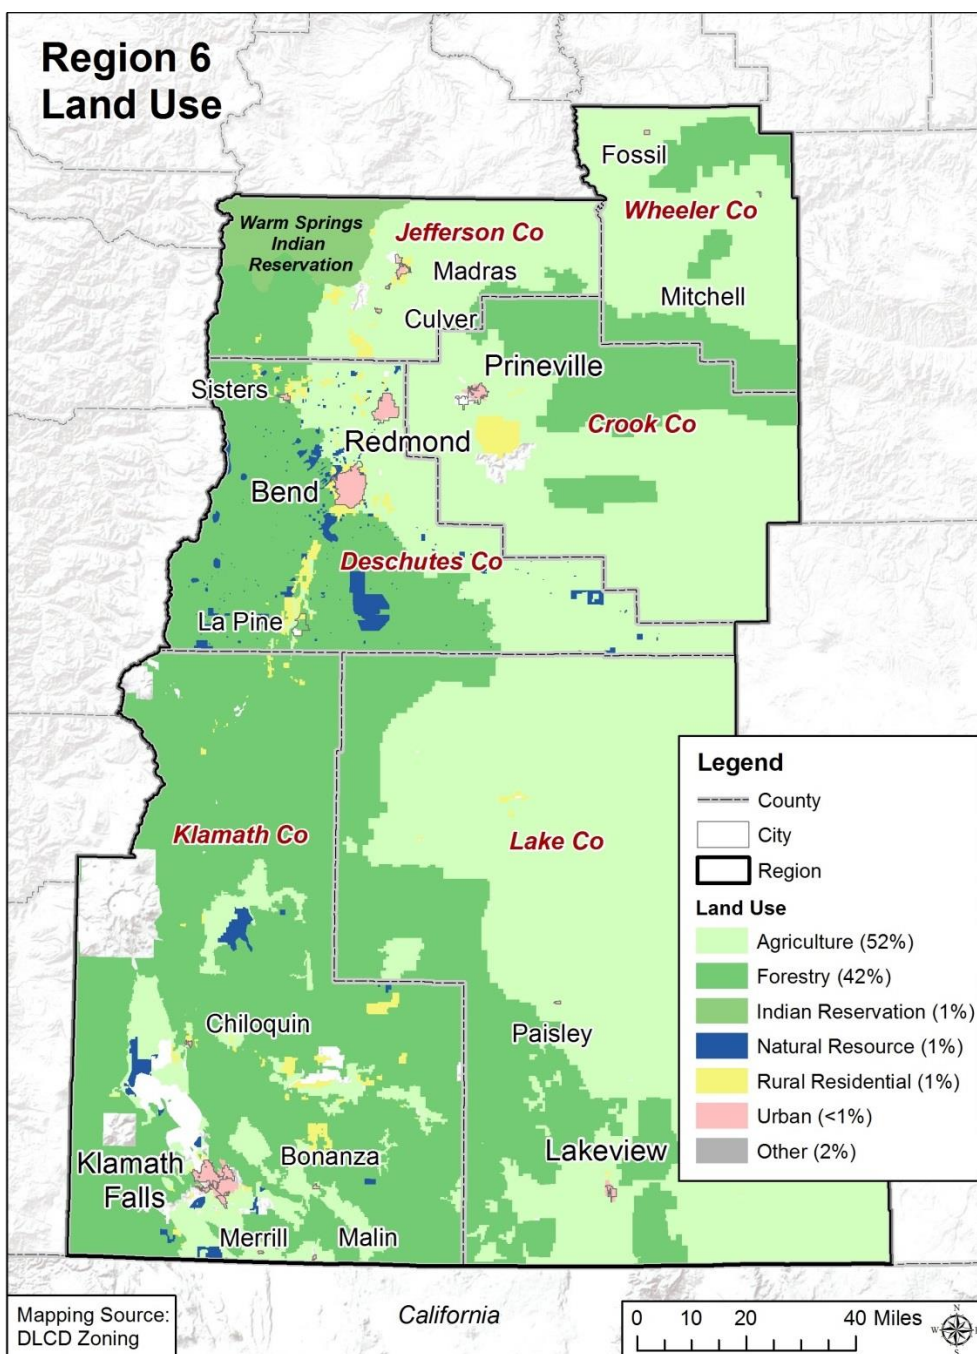 Region 6
Land Use
Fossil
Wheeler Co
Warm Springs
Indian
Reservation
Jefferson Co
Madras
Mitchell
Culver
Prineville
Sisters
Crook Co
Redmond
Bend
Deschutes Co
La Pine
Klamath Co
Lake Co
Chiloquin
Paisley
Klamath
Falls
Bonanza
Lakeview
Merrill
Malin
Legend
County
City
Region
Land Use
Agriculture (52%)
Forestry (42%)
Indian Reservation (1%)
Natural Resource (1%)
Rural Residential (1%)
Urban (<1%)
Other (2%)
Mapping Source:
DLCD Zoning
California
0 10 20 40 Miles
N
S